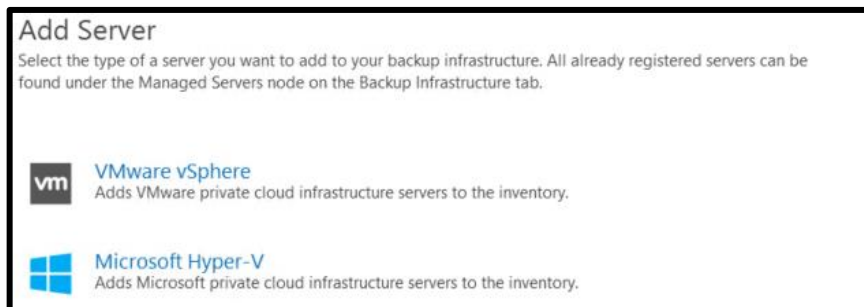 Add Server
Select the type of a server you want to add to your backup infrastructure. All already registered servers can be
found under the Managed Servers node on the Backup Infrastructure tab.
vm
VMware vSphere
Adds VMware private cloud infrastructure servers to the inventory.
Microsoft Hyper-V
Adds Microsoft private cloud infrastructure servers to the inventory.